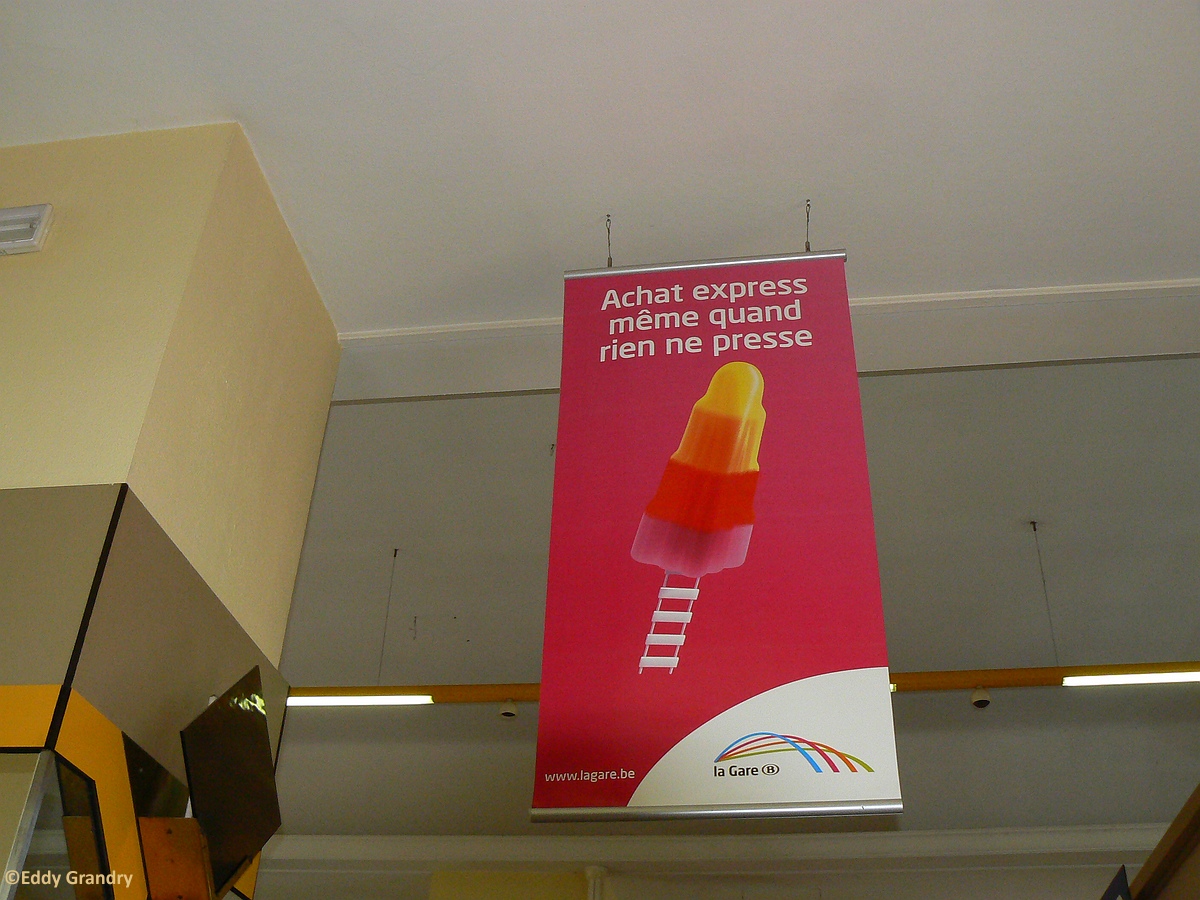 Achat express
même quand
rien ne presse
www.lagare.be
la Gare B
©Eddy Grandry